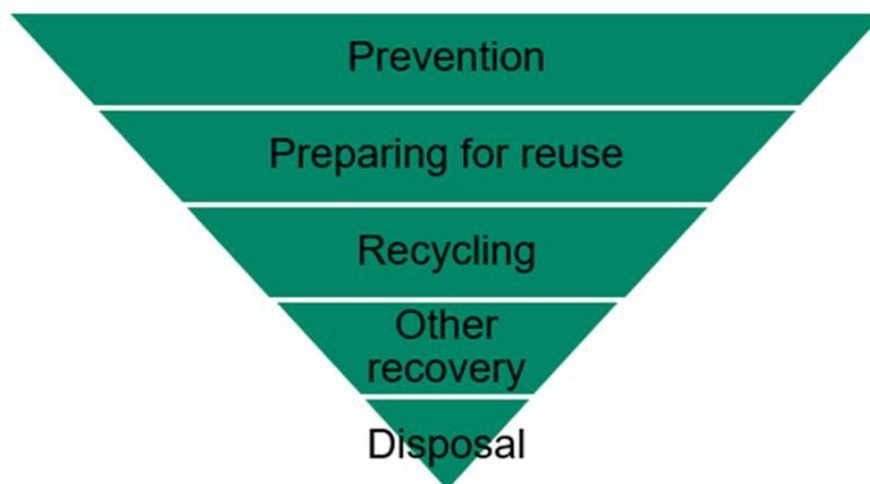 Prevention
Preparing for reuse
Recycling
Other
recovery
Disposal